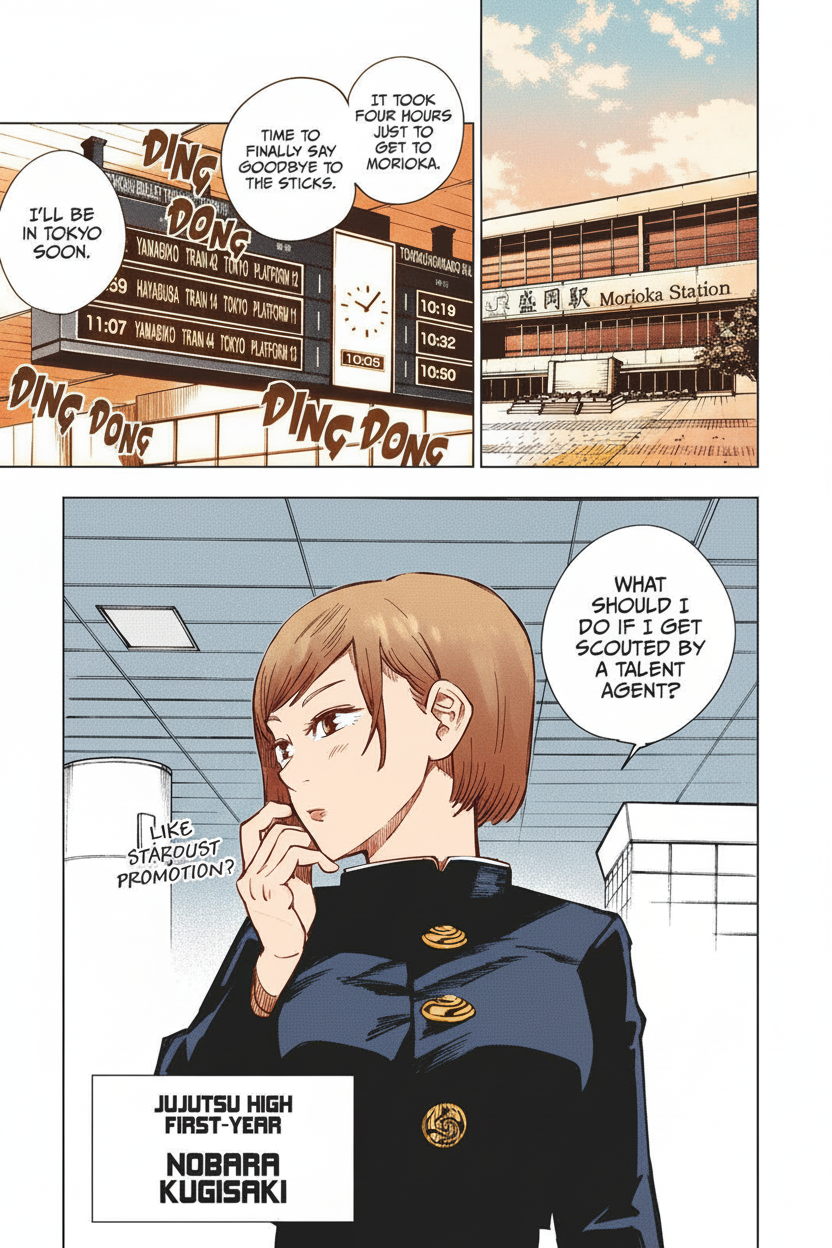 盛岡駅 Morioka Station
IT TOOK
FOUR HOURS
JUST TO
GET TO
MORIOKA.
TIME TO
FINALLY SAY
GOODBYE TO
THE STICKS.
I'LL BE
IN TOKYO
SOON.
DING
DONG
YAMABIKO TRAIN 42 TOKYO PLATFORM 12
59 HAYABUSA TRAIN 14 TOKYO PLATFORM 11
11:07 YAMABIKO TRAIN 44 TOKYO PLATFORM 13
10:05
10:19
10:32
10:50
DING DONG
DING DONG
WHAT
SHOULD I
DO IF I GET
SCOUTED BY
A TALENT
AGENT?
LIKE
STARDUST
PROMOTION?
JUJUTSU HIGH
FIRST-YEAR
NOBARA
KUGISAKI